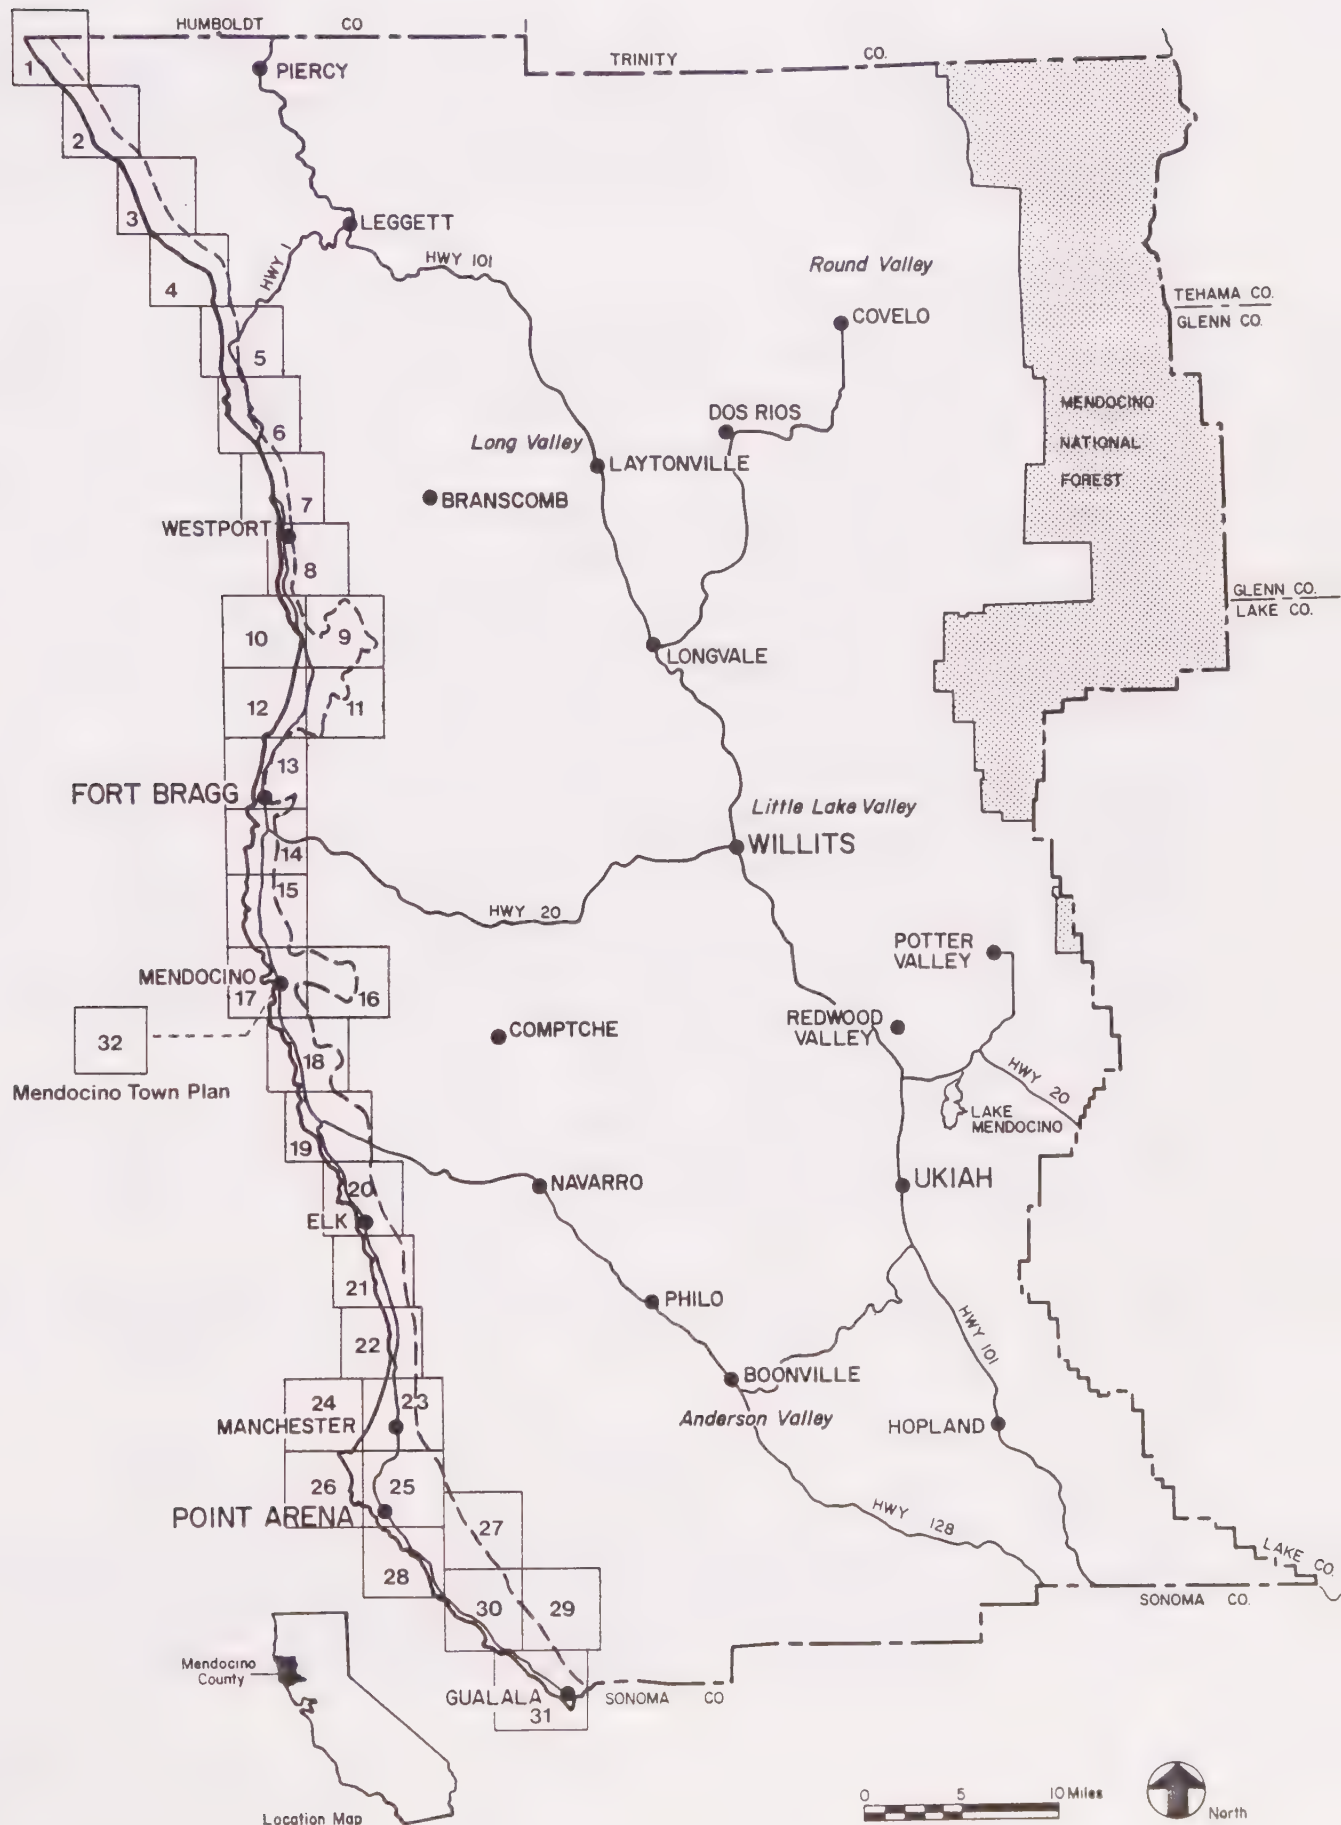 HUMBOLDT CO
TRINITY CO.
1
PIERCY
2
3
LEGGETT
HWY 1
HWY 101
Round Valley
4
TEHAMA CO.
GLENN CO.
COVELO
5
MENDOCINO
NATIONAL
FOREST
DOS RIOS
6
Long Valley
LAYTONVILLE
7
BRANSCOMB
WESTPORT
8
GLENN CO.
LAKE CO.
10
9
LONGVALE
12
11
13
FORT BRAGG
Little Lake Valley
WILLITS
14
15
HWY 20
POTTER
VALLEY
MENDOCINO
17
16
REDWOOD
VALLEY
COMPTCHE
32
Mendocino Town Plan
18
HWY 20
LAKE
MENDOCINO
19
NAVARRO
UKIAH
20
ELK
21
PHILO
HWY 101
22
BOONVILLE
24
23
MANCHESTER
Anderson Valley
HOPLAND
26
25
POINT ARENA
27
HWY 128
LAKE CO.
28
SONOMA CO.
30
29
Mendocino
County
GUALALA
31
SONOMA CO
0 5 10 Miles
North
Location Map